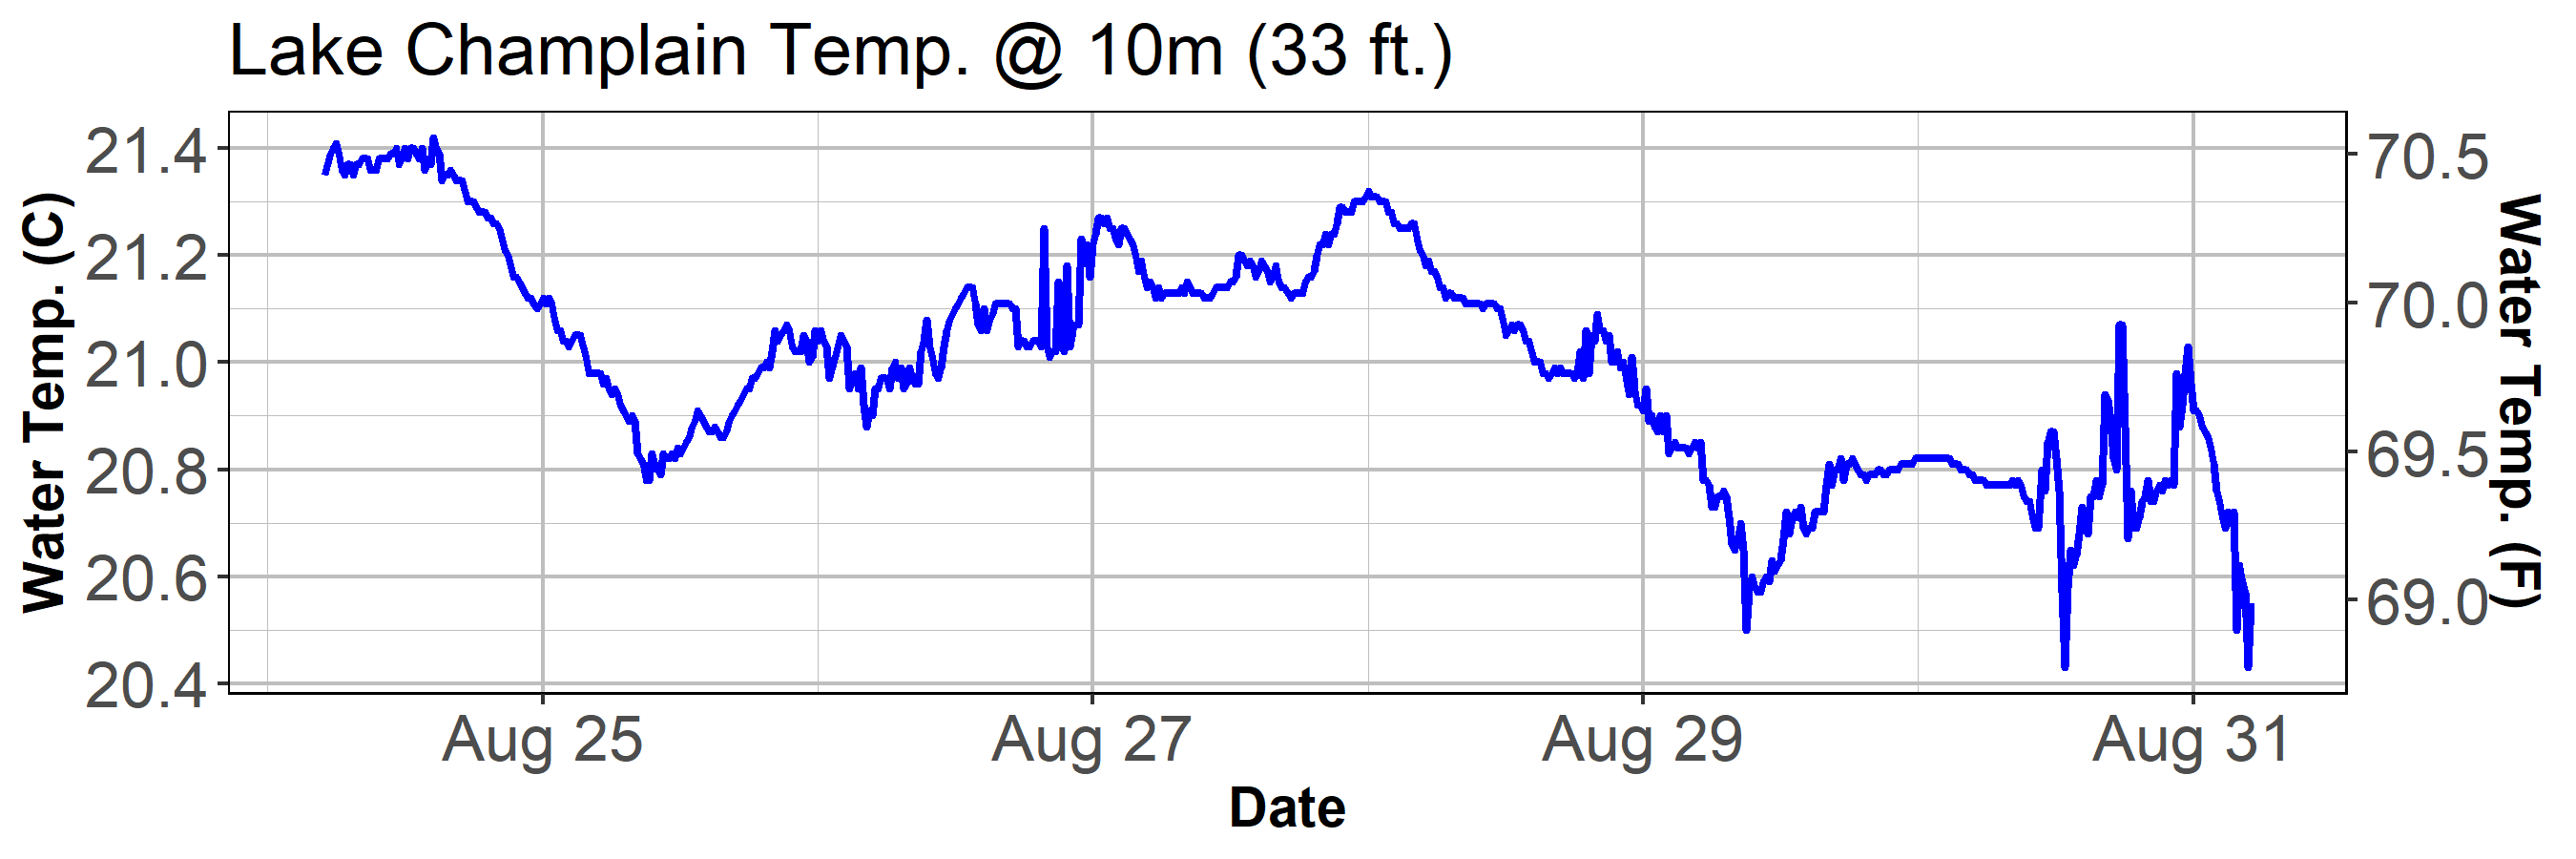 Lake Champlain Temp. @ 10m (33 ft.)
Water Temp. (C)
21.4
21.2
21.0
20.8
20.6
20.4
70.5
70.0
69.5
69.0
Water Temp. (F)
Aug 25
Aug 27
Aug 29
Aug 31
Date